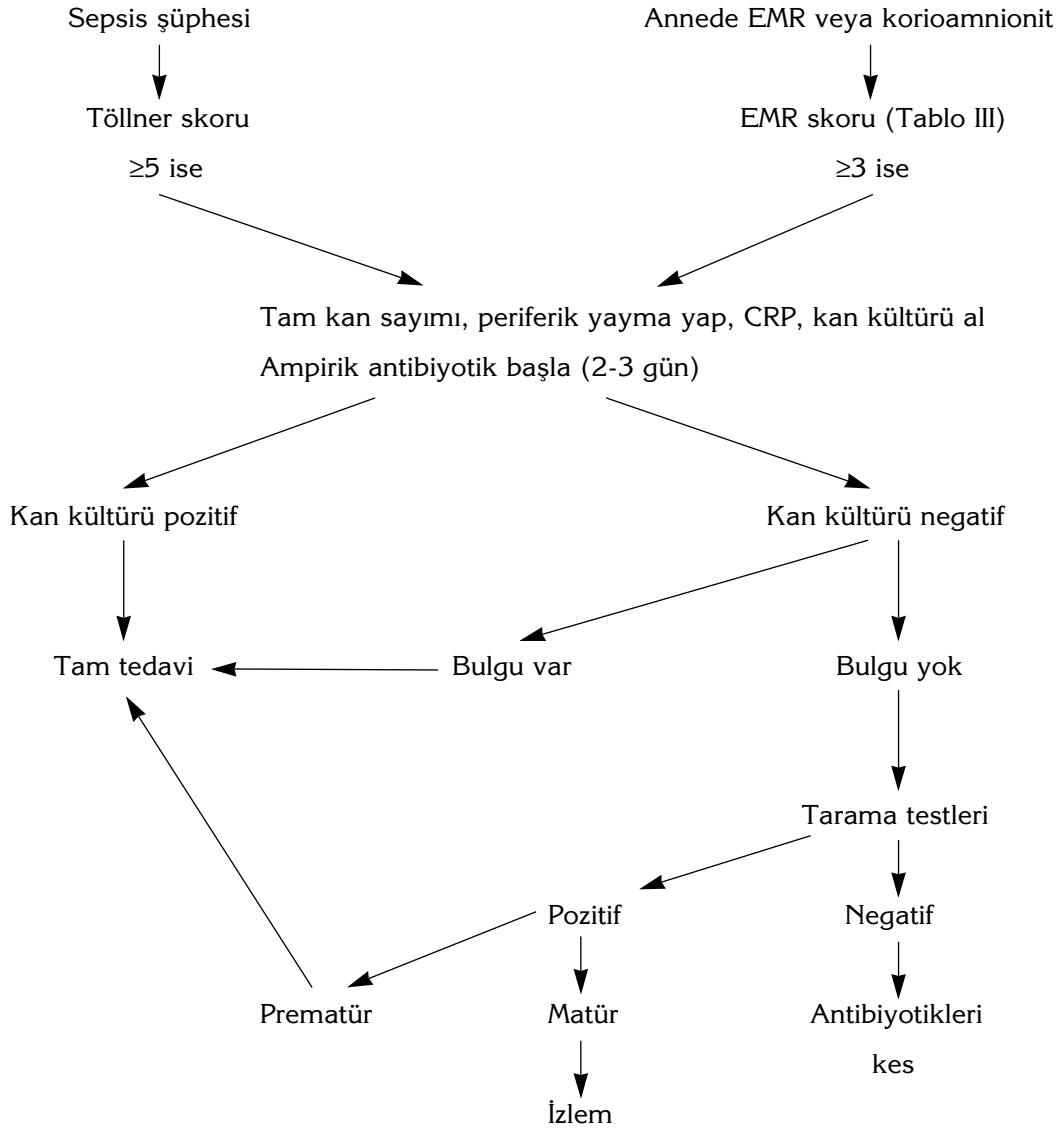 Sepsis şüphesi
Annede EMR veya korioamnionit
Töllner skoru
EMR skoru (Tablo III)
≥5 ise
≥3 ise
Tam kan sayımı, periferik yayma yap, CRP, kan kültürü al
Ampirik antibiyotik başla (2-3 gün)
Kan kültürü pozitif
Kan kültürü negatif
Tam tedavi
Bulgu var
Bulgu yok
Tarama testleri
Pozitif
Negatif
Prematür
Matür
Antibiyotikleri
kes
İzlem